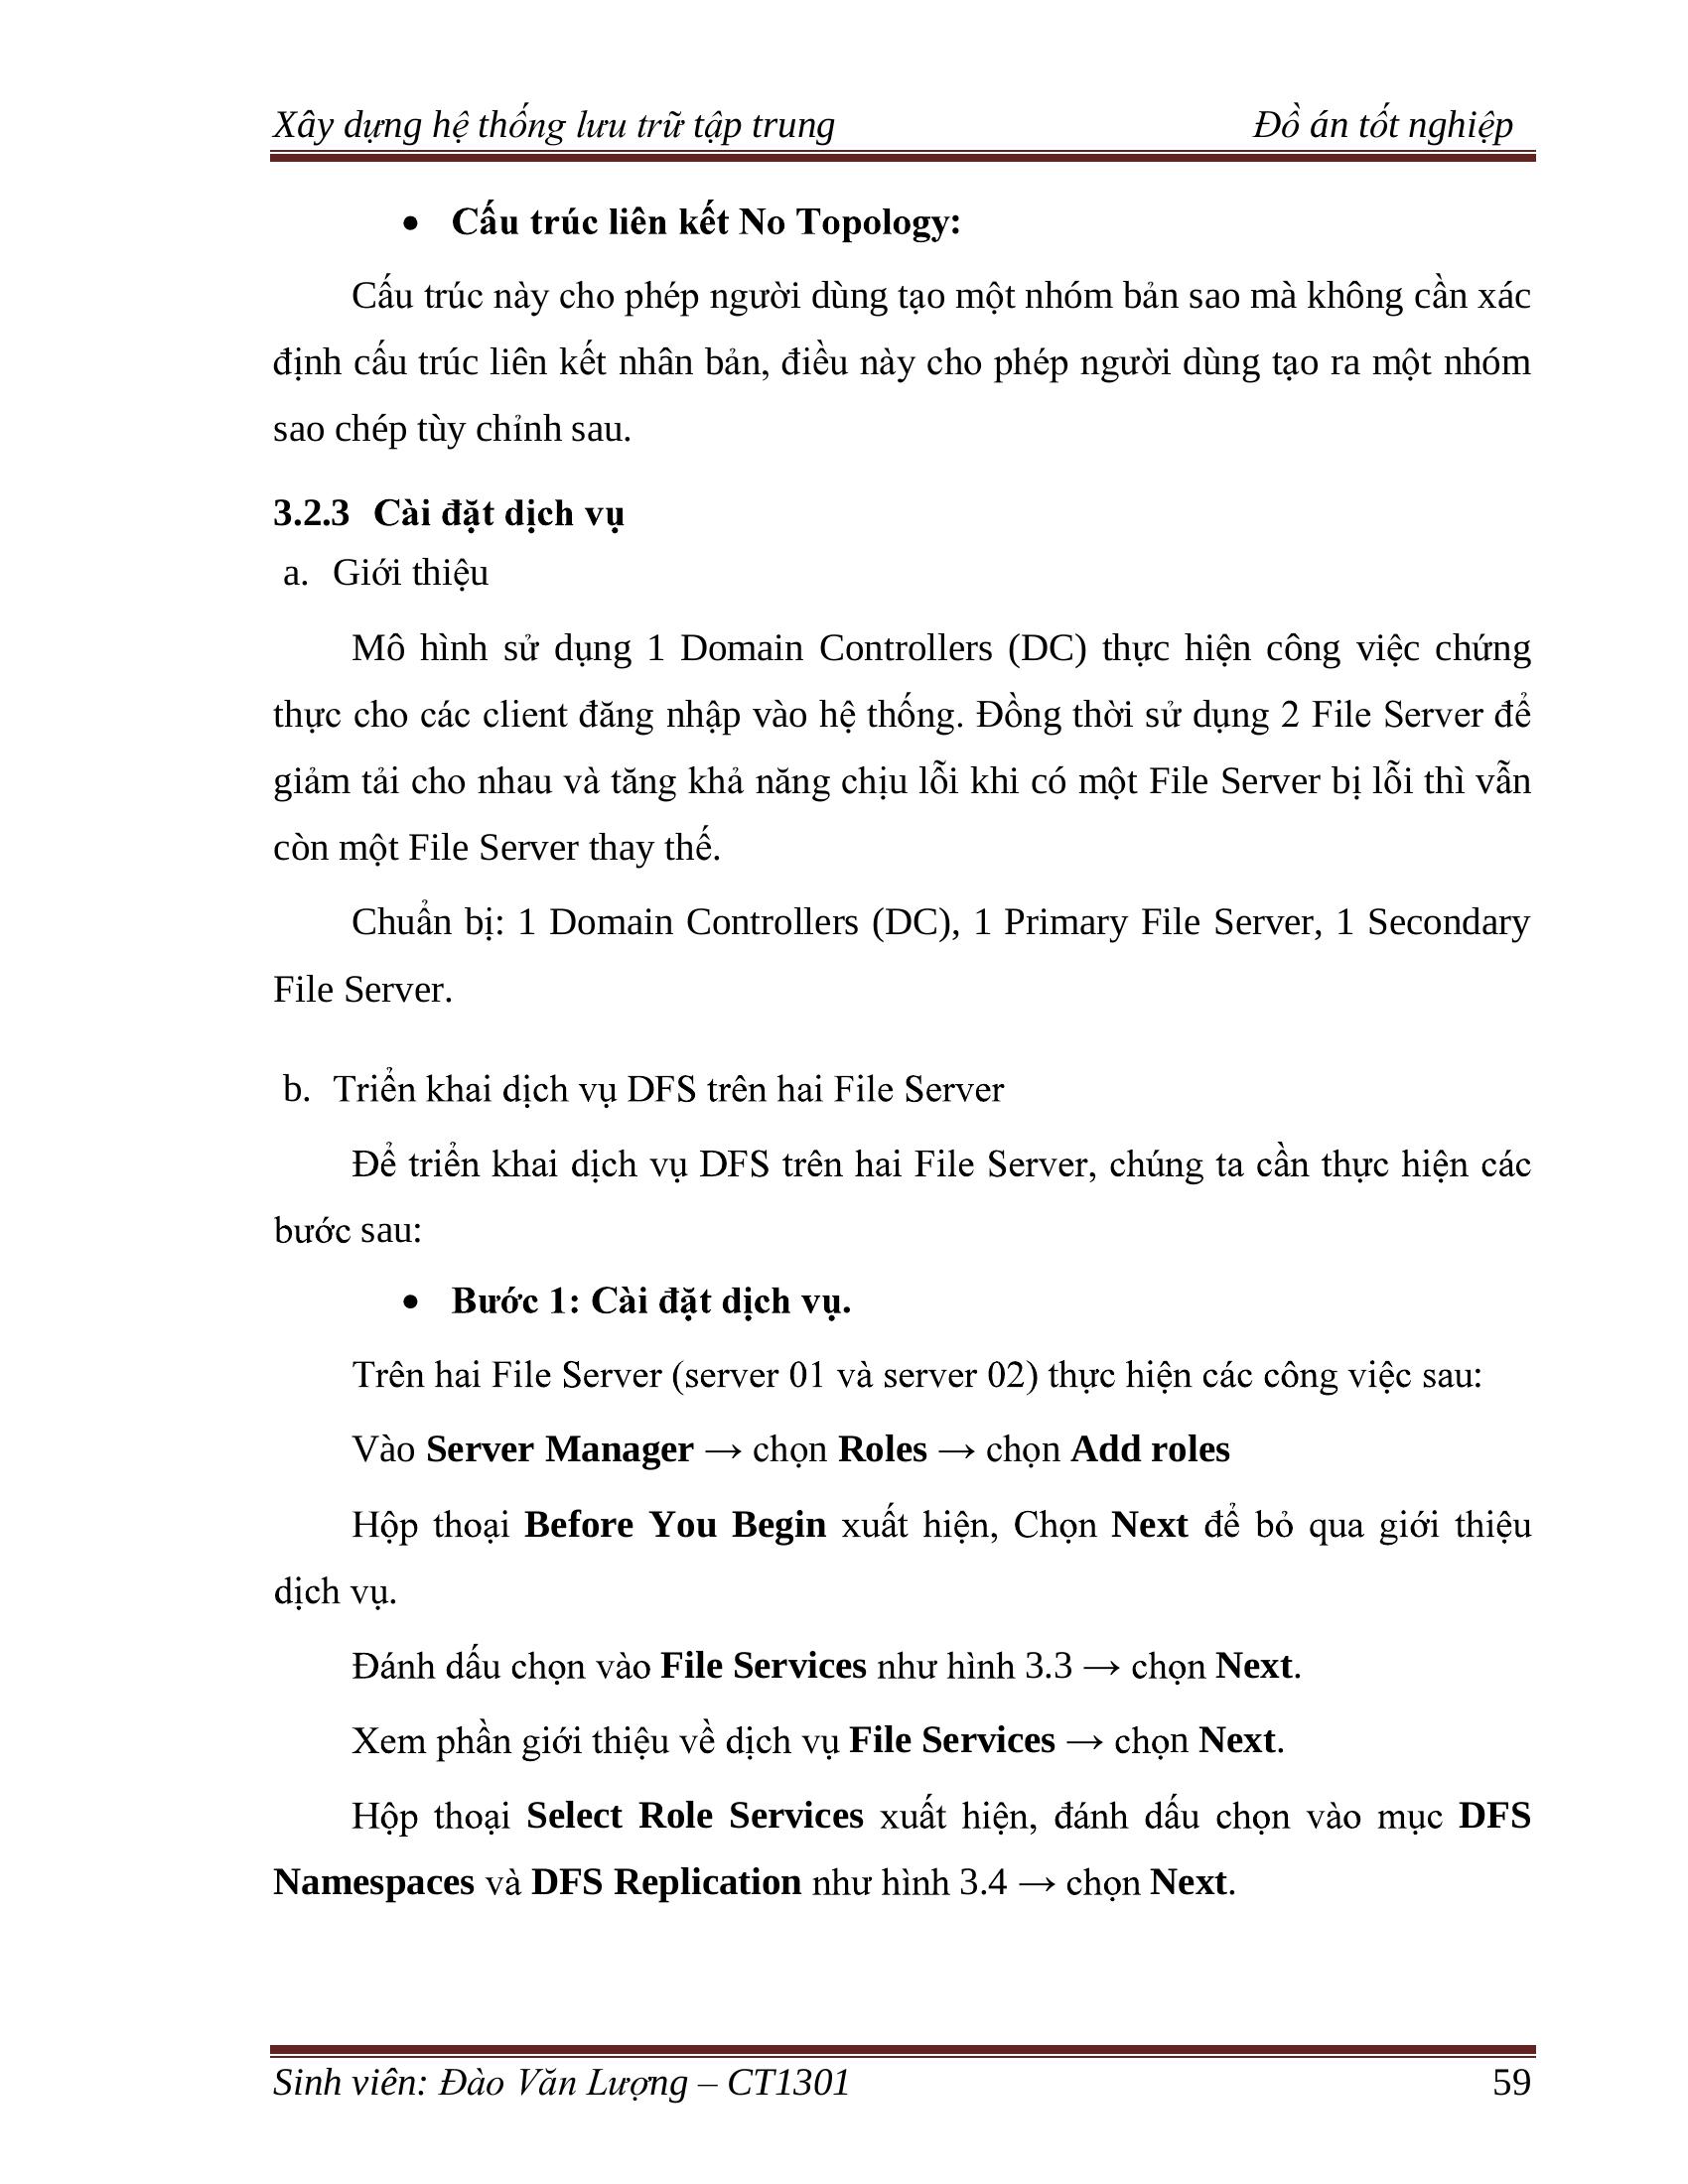 Xây dựng hệ thống lưu trữ tập trung Đồ án tốt nghiệp
• Cấu trúc liên kết No Topology:
Cấu trúc này cho phép người dùng tạo một nhóm bản sao mà không cần xác
định cấu trúc liên kết nhân bản, điều này cho phép người dùng tạo ra một nhóm
sao chép tùy chỉnh sau.
3.2.3 Cài đặt dịch vụ
a. Giới thiệu
Mô hình sử dụng 1 Domain Controllers (DC) thực hiện công việc chứng
thực cho các client đăng nhập vào hệ thống. Đồng thời sử dụng 2 File Server để
giảm tải cho nhau và tăng khả năng chịu lỗi khi có một File Server bị lỗi thì vẫn
còn một File Server thay thế.
Chuẩn bị: 1 Domain Controllers (DC), 1 Primary File Server, 1 Secondary
File Server.
b. Triển khai dịch vụ DFS trên hai File Server
Để triển khai dịch vụ DFS trên hai File Server, chúng ta cần thực hiện các
bước sau:
• Bước 1: Cài đặt dịch vụ.
Trên hai File Server (server 01 và server 02) thực hiện các công việc sau:
Vào Server Manager → chọn Roles → chọn Add roles
Hộp thoại Before You Begin xuất hiện, Chọn Next để bỏ qua giới thiệu
dịch vụ.
Đánh dấu chọn vào File Services như hình 3.3 → chọn Next.
Xem phần giới thiệu về dịch vụ File Services → chọn Next.
Hộp thoại Select Role Services xuất hiện, đánh dấu chọn vào mục DFS
Namespaces và DFS Replication như hình 3.4 → chọn Next.
Sinh viên: Đào Văn Lượng – CT1301 59